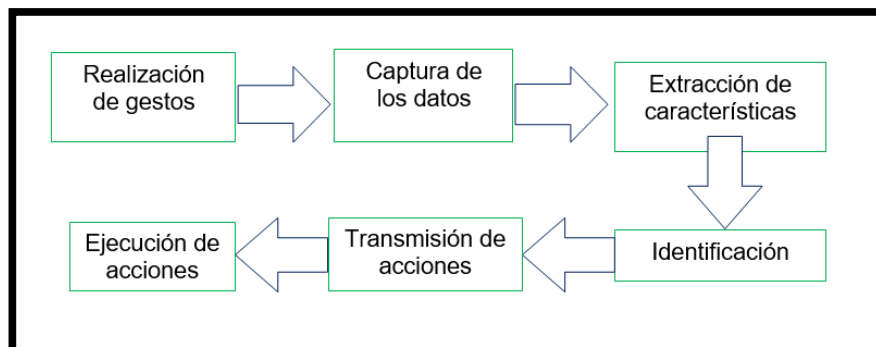 Realización
de gestos
Captura de
los datos
Extracción de
características
Identificación
Transmisión de
acciones
Ejecución de
acciones